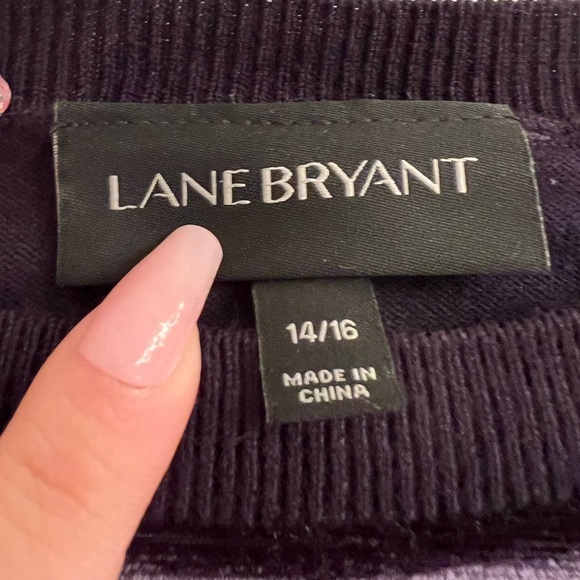 LANE BRYANT
14/16
MADE IN
CHINA